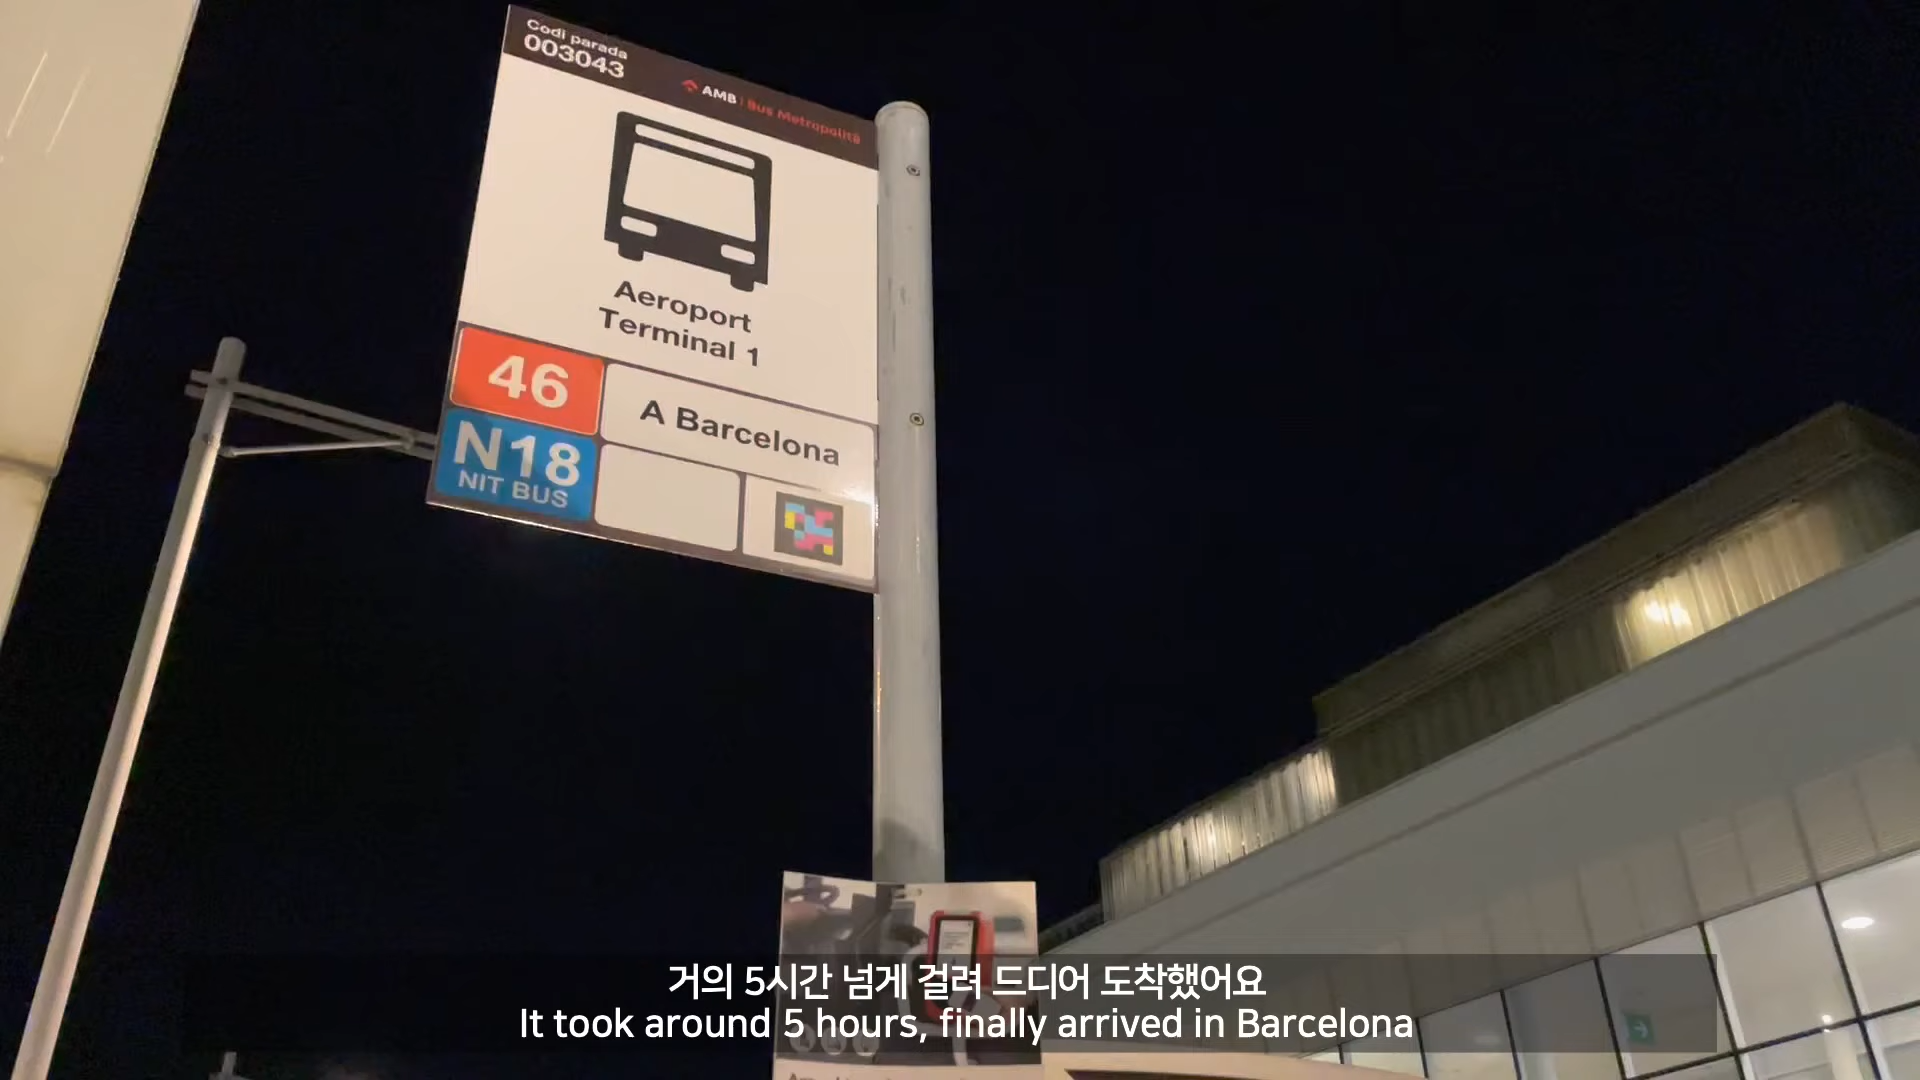 Codi parada
003043
AMB | Bus Metropolità
Aeroport
Terminal 1
46
A Barcelona
N18
NIT BUS
거의 5시간 넘게 걸려 드디어 도착했어요
It took around 5 hours, finally arrived in Barcelona